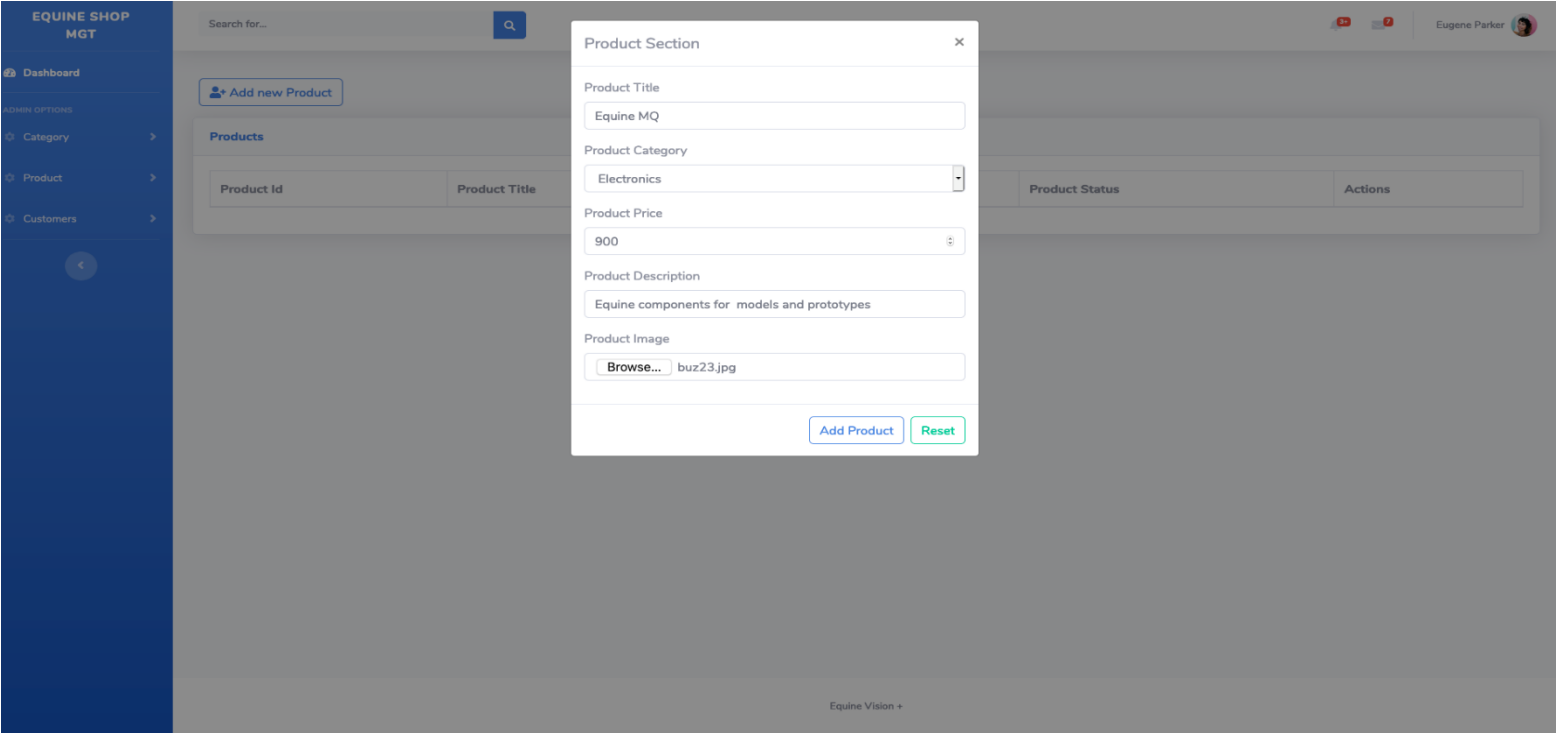 EQUINE SHOP
MGT
Search for...
3+
7
Eugene Parker
Dashboard
ADMIN OPTIONS
Category
Product
Customers
Add new Product
Products
Product Id
Product Title
Product Status
Actions
Product Section
×
Product Title
Equine MQ
Product Category
Electronics
Product Price
900
Product Description
Equine components for  models and prototypes
Product Image
Browse... buz23.jpg
Add Product
Reset
Equine Vision +